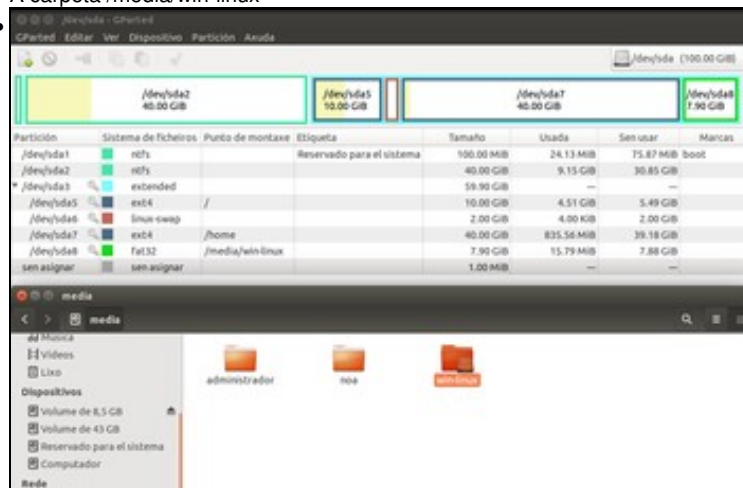 A carpeta /media/win-linux
/dev/sda - GParted
GParted Editar Ver Dispositivo Partición Axuda
/dev/sda (100.00 GiB)
/dev/sda2
40.00 GiB
/dev/sda5
10.00 GiB
/dev/sda7
40.00 GiB
/dev/sda8
7.90 GiB
Partición Sistema de ficheiros Punto de montaxe Etiqueta Tamaño Usada Sen usar Marcas
/dev/sda1 ntfs Reservado para el sistema 100.00 MiB 24.13 MiB 75.87 MiB boot
/dev/sda2 ntfs 40.00 GiB 9.15 GiB 30.85 GiB
/dev/sda3 extended 59.90 GiB — —
/dev/sda5 ext4 / 10.00 GiB 4.51 GiB 5.49 GiB
/dev/sda6 linux-swap 2.00 GiB 4.00 KiB 2.00 GiB
/dev/sda7 ext4 /home 40.00 GiB 835.56 MiB 39.18 GiB
/dev/sda8 fat32 /media/win-linux 7.90 GiB 15.79 MiB 7.88 GiB
sen asignar sen asignar 1.00 MiB — —
media
media
Música
Vídeos
Lixo
Dispositivos
Volume de 8,5 GB
Volume de 43 GB
Reservado para el sistema
Computador
Rede
administrador
noa
win-linux